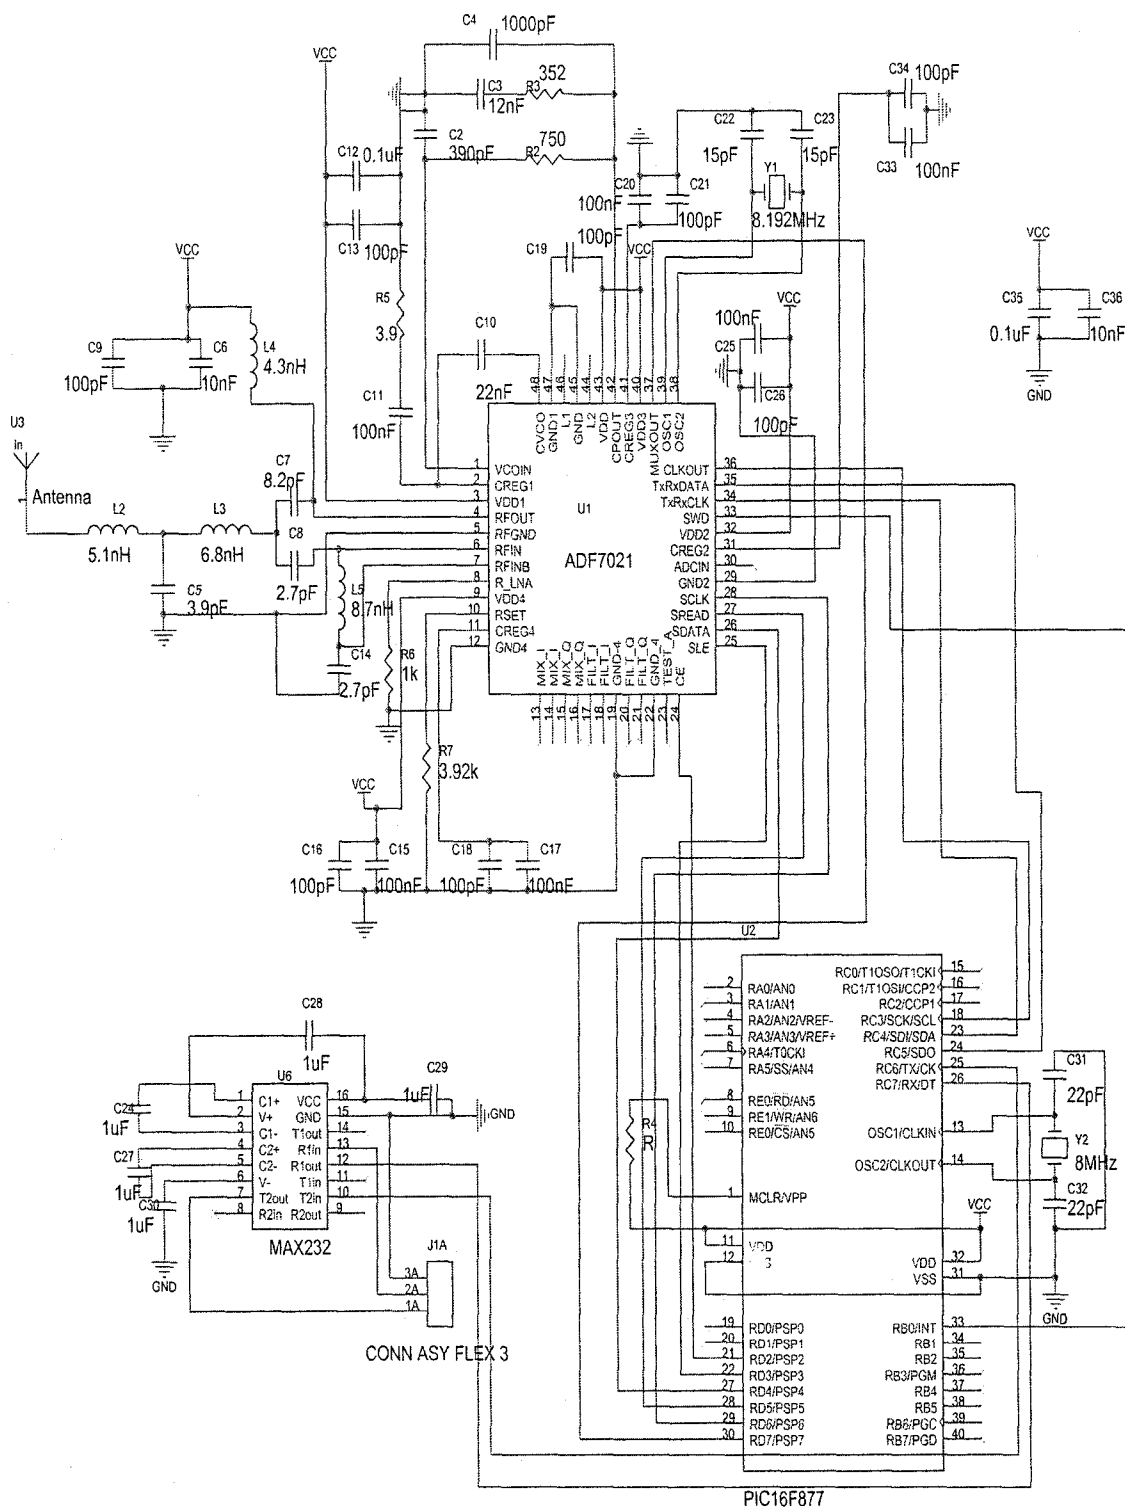 C4 1000pF
VCC
352
C3 R3
12nF
C34 100pF
C33
100nF
C2 750
390pF R2
C12
0.1uF
C13
100pF
C22 C23
15pF 15pF
Y1
8.192MHz
C20 C21
100nF 100pF
100pF
C19
VCC
VCC
VCC
VCC
C35 C36
0.1uF 10nF
GND
R5
3.9
C10
22nF
C11
100nF
100nF
C25
C26
100pF
C9 C6 L4
100pF 10nF 4.3nH
U3
in
Antenna
C7
8.2pF
L2 L3 C8
5.1nH 6.8nH
2.7pF
C5
3.9pF
L5
8.7nH
C14
2.7pF
R6
1k
R7
3.92k
48 47 46 45 44 43 42 41 40 37 39 38
CVCO GND1 L1 GND L2 VDD CPOUT CREG3 VDD3 MUXOUT OSC1 OSC2
1 VCOIN
2 CREG1
3 VDD1
4 RFOUT
5 RFGND
6 RFIN
7 RFINB
8 R_LNA
9 VDD4
10 RSET
11 CREG4
12 GND4
U1
ADF7021
CLKOUT 36
TxRxDATA 35
TxRxCLK 34
SWD 33
VDD2 32
CREG2 31
ADCIN 30
GND2 29
SCLK 28
SREAD 27
SDATA 26
SLE 25
MIX_I MIX_I MIX_Q MIX_Q FILT_I FILT_I GND-4 FILT_Q FILT_Q GND_4 TEST_A CE
13 14 15 16 17 18 19 20 21 22 23 24
VCC
C16 C15 C18 C17
100pF 100nF 100pF 100nF
U2
2 RA0/AN0
3 RA1/AN1
4 RA2/AN2/VREF-
5 RA3/AN3/VREF+
6 RA4/T0CKI
7 RA5/SS/AN4
8 RE0/RD/AN5
9 RE1/WR/AN6
10 RE0/CS/AN5
1 MCLR/VPP
11 VDD
12
19 RD0/PSP0
20 RD1/PSP1
21 RD2/PSP2
22 RD3/PSP3
27 RD4/PSP4
28 RD5/PSP5
29 RD6/PSP6
30 RD7/PSP7
RC0/T1OSO/T1CKI 15
RC1/T1OSI/CCP2 16
RC2/CCP1 17
RC3/SCK/SCL 18
RC4/SDI/SDA 23
RC5/SDO 24
RC6/TX/CK 25
RC7/RX/DT 26
OSC1/CLKIN 13
OSC2/CLKOUT 14
VDD 32
VSS 31
RB0/INT 33
RB1 34
RB2 35
RB3/PGM 36
RB4 37
RB5 38
RB6/PGC 39
RB7/PGD 40
PIC16F877
R4
R
C31
22pF
Y2
8MHz
C32
22pF
VCC
GND
C28
1uF
C29
1uF
GND
U6
1 C1+
2 V+
3 C1-
4 C2+
5 C2-
6 V-
7 T2out
8 R2in
VCC 16
GND 15
T1out 14
R1in 13
R1out 12
T1in 11
T2in 10
R2out 9
MAX232
C24
1uF
C27
1uF
C30
1uF
GND
J1A
3A
2A
1A
CONN ASY FLEX 3